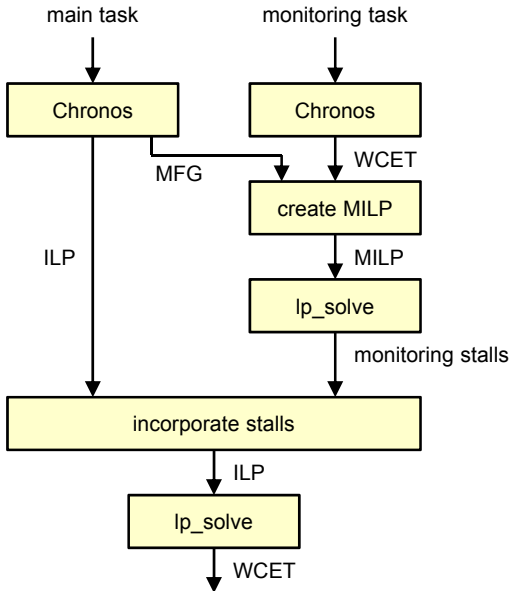 main task
monitoring task
Chronos
Chronos
MFG
WCET
create MILP
ILP
MILP
lp_solve
monitoring stalls
incorporate stalls
ILP
lp_solve
WCET